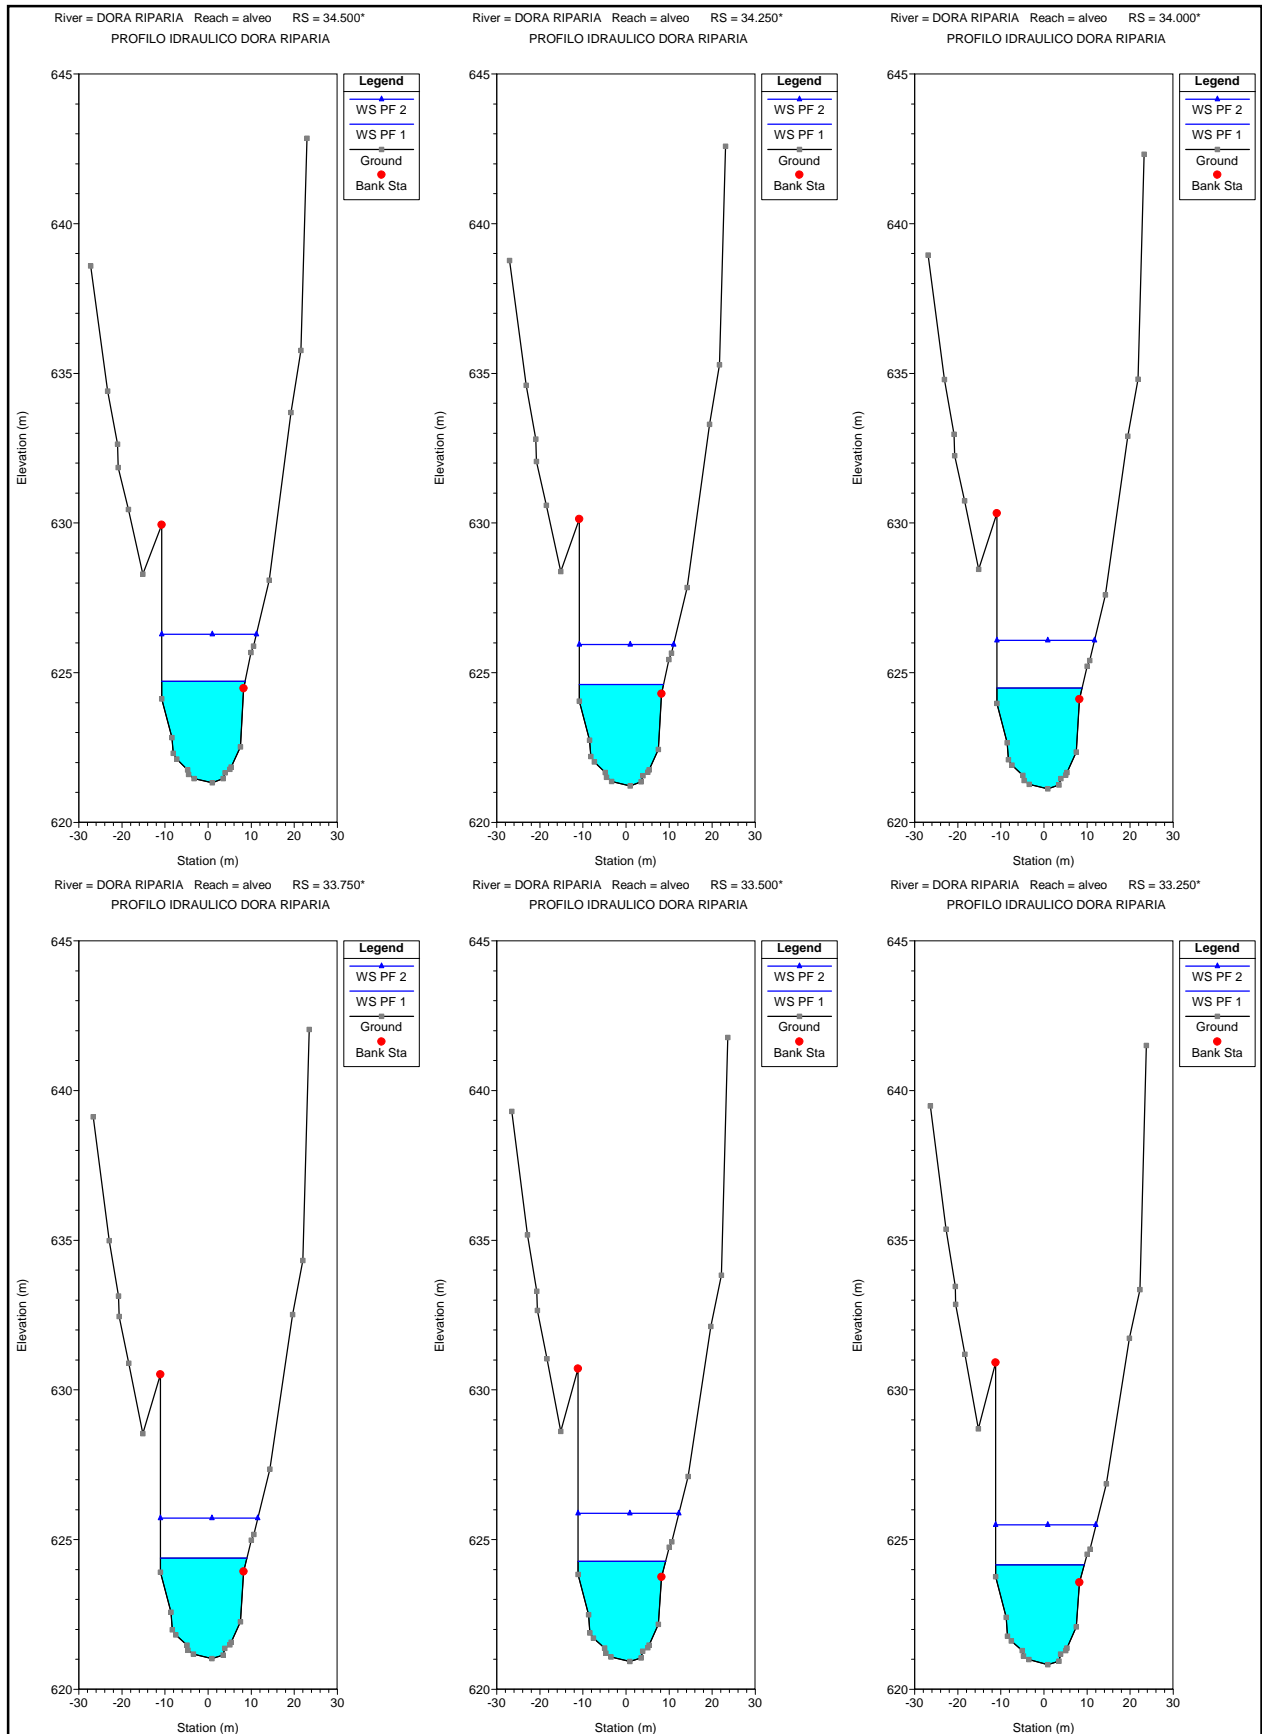 River = DORA RIPARIA Reach = alveo RS = 34.500*
PROFILO IDRAULICO DORA RIPARIA
645
640
635
630
625
620
Elevation (m)
-30 -20 -10 0 10 20 30
Station (m)
Legend
WS PF 2
WS PF 1
Ground
Bank Sta
River = DORA RIPARIA Reach = alveo RS = 34.250*
PROFILO IDRAULICO DORA RIPARIA
645
640
635
630
625
620
Elevation (m)
-30 -20 -10 0 10 20 30
Station (m)
Legend
WS PF 2
WS PF 1
Ground
Bank Sta
River = DORA RIPARIA Reach = alveo RS = 34.000*
PROFILO IDRAULICO DORA RIPARIA
645
640
635
630
625
620
Elevation (m)
-30 -20 -10 0 10 20 30
Station (m)
Legend
WS PF 2
WS PF 1
Ground
Bank Sta
River = DORA RIPARIA Reach = alveo RS = 33.750*
PROFILO IDRAULICO DORA RIPARIA
645
640
635
630
625
620
Elevation (m)
-30 -20 -10 0 10 20 30
Station (m)
Legend
WS PF 2
WS PF 1
Ground
Bank Sta
River = DORA RIPARIA Reach = alveo RS = 33.500*
PROFILO IDRAULICO DORA RIPARIA
645
640
635
630
625
620
Elevation (m)
-30 -20 -10 0 10 20 30
Station (m)
Legend
WS PF 2
WS PF 1
Ground
Bank Sta
River = DORA RIPARIA Reach = alveo RS = 33.250*
PROFILO IDRAULICO DORA RIPARIA
645
640
635
630
625
620
Elevation (m)
-30 -20 -10 0 10 20 30
Station (m)
Legend
WS PF 2
WS PF 1
Ground
Bank Sta